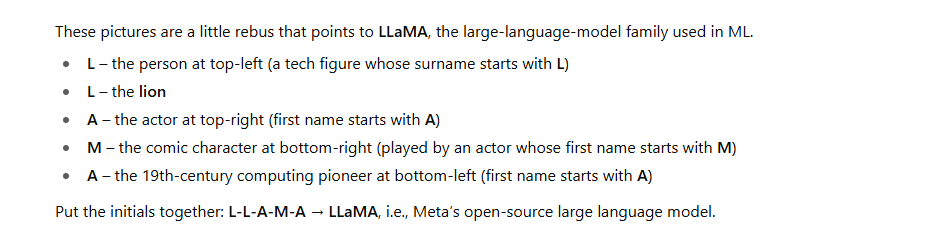 These pictures are a little rebus that points to LLaMA, the large-language-model family used in ML.
• L – the person at top-left (a tech figure whose surname starts with L)
• L – the lion
• A – the actor at top-right (first name starts with A)
• M – the comic character at bottom-right (played by an actor whose first name starts with M)
• A – the 19th-century computing pioneer at bottom-left (first name starts with A)
Put the initials together: L-L-A-M-A → LLaMA, i.e., Meta's open-source large language model.